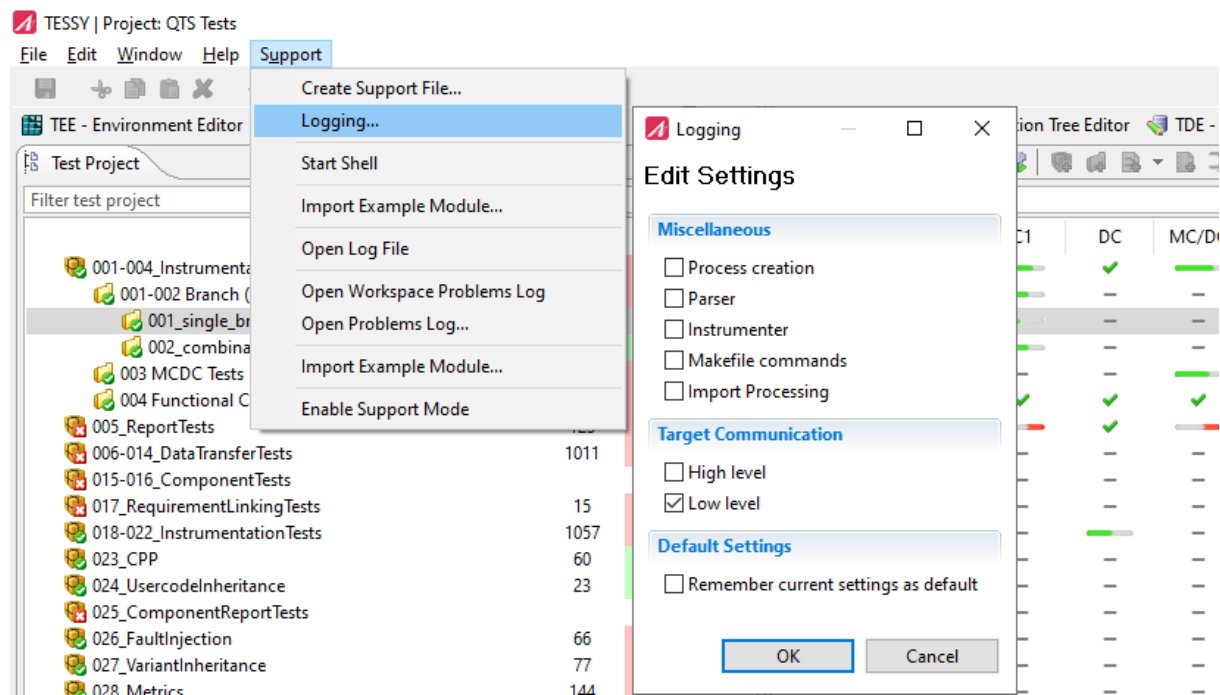 TESSY | Project: QTS Tests
File Edit Window Help Support
Create Support File...
Logging...
Start Shell
Import Example Module...
Open Log File
Open Workspace Problems Log
Open Problems Log...
Import Example Module...
Enable Support Mode
TEE - Environment Editor
ion Tree Editor TDE -
Test Project
Filter test project
C1 DC MC/DC
001-004_Instrumenta
001-002 Branch (
001_single_br
002_combina
003 MCDC Tests
004 Functional C
005_ReportTests
006-014_DataTransferTests 1011
015-016_ComponentTests
017_RequirementLinkingTests 15
018-022_InstrumentationTests 1057
023_CPP 60
024_UsercodeInheritance 23
025_ComponentReportTests
026_FaultInjection 66
027_VariantInheritance 77
028_Metrics 144
Logging
Edit Settings
Miscellaneous
Process creation
Parser
Instrumenter
Makefile commands
Import Processing
Target Communication
High level
Low level
Default Settings
Remember current settings as default
OK Cancel